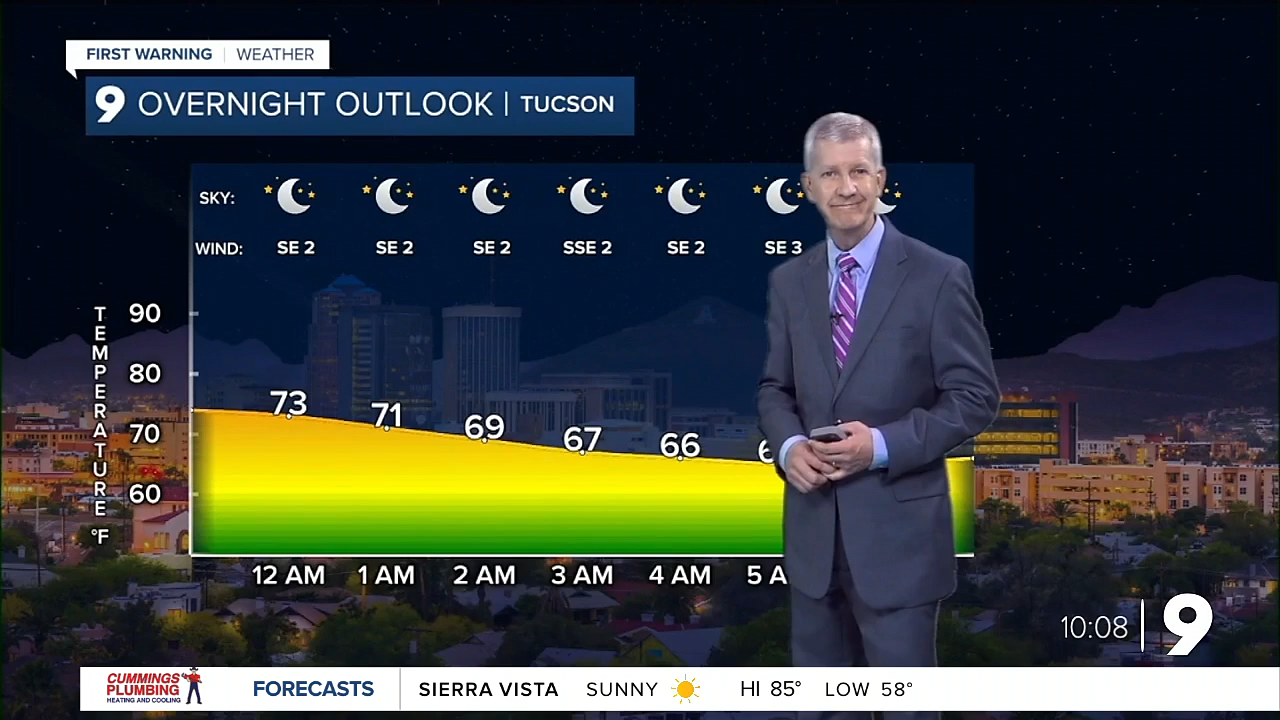 FIRST WARNING | WEATHER
9 OVERNIGHT OUTLOOK | TUCSON
SKY:
WIND: SE 2 SE 2 SE 2 SSE 2 SE 2 SE 3
TEMPERATURE °F
90
80
70
60
73 71 69 67 66 6
12 AM 1 AM 2 AM 3 AM 4 AM 5 A
10:08 | 9
CUMMINGS
PLUMBING
HEATING AND COOLING
FORECASTS
SIERRA VISTA SUNNY HI 85° LOW 58°